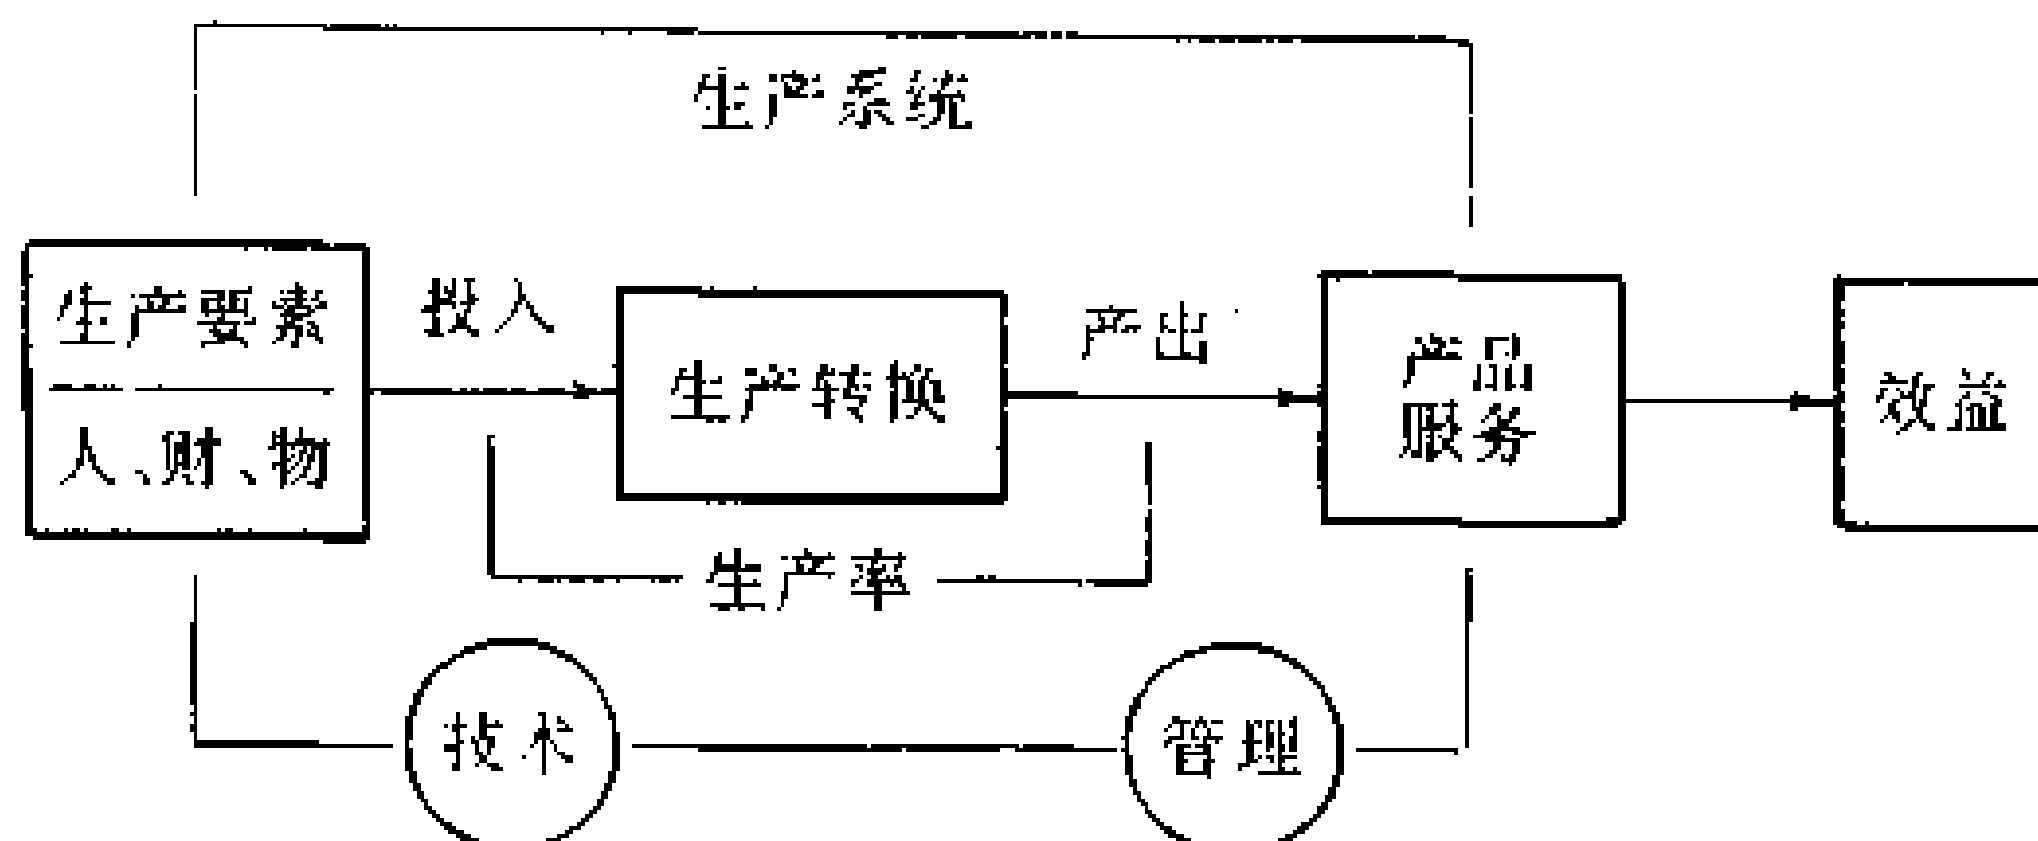 生产系统
生产要素
人、财、物
投入
生产转换
产出
产品
服务
效益
生产率
技术
管理